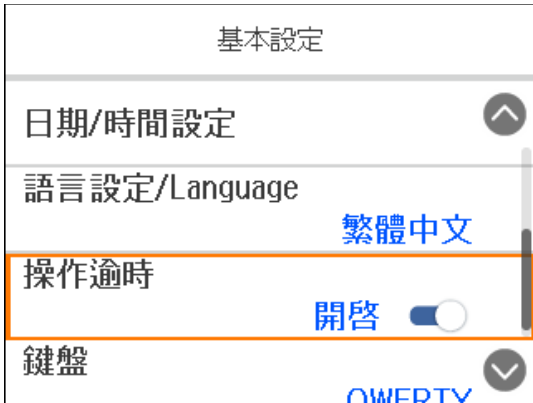 基本設定
日期/時間設定
語言設定/Language
繁體中文
操作逾時
開啓
鍵盤
QWERTY